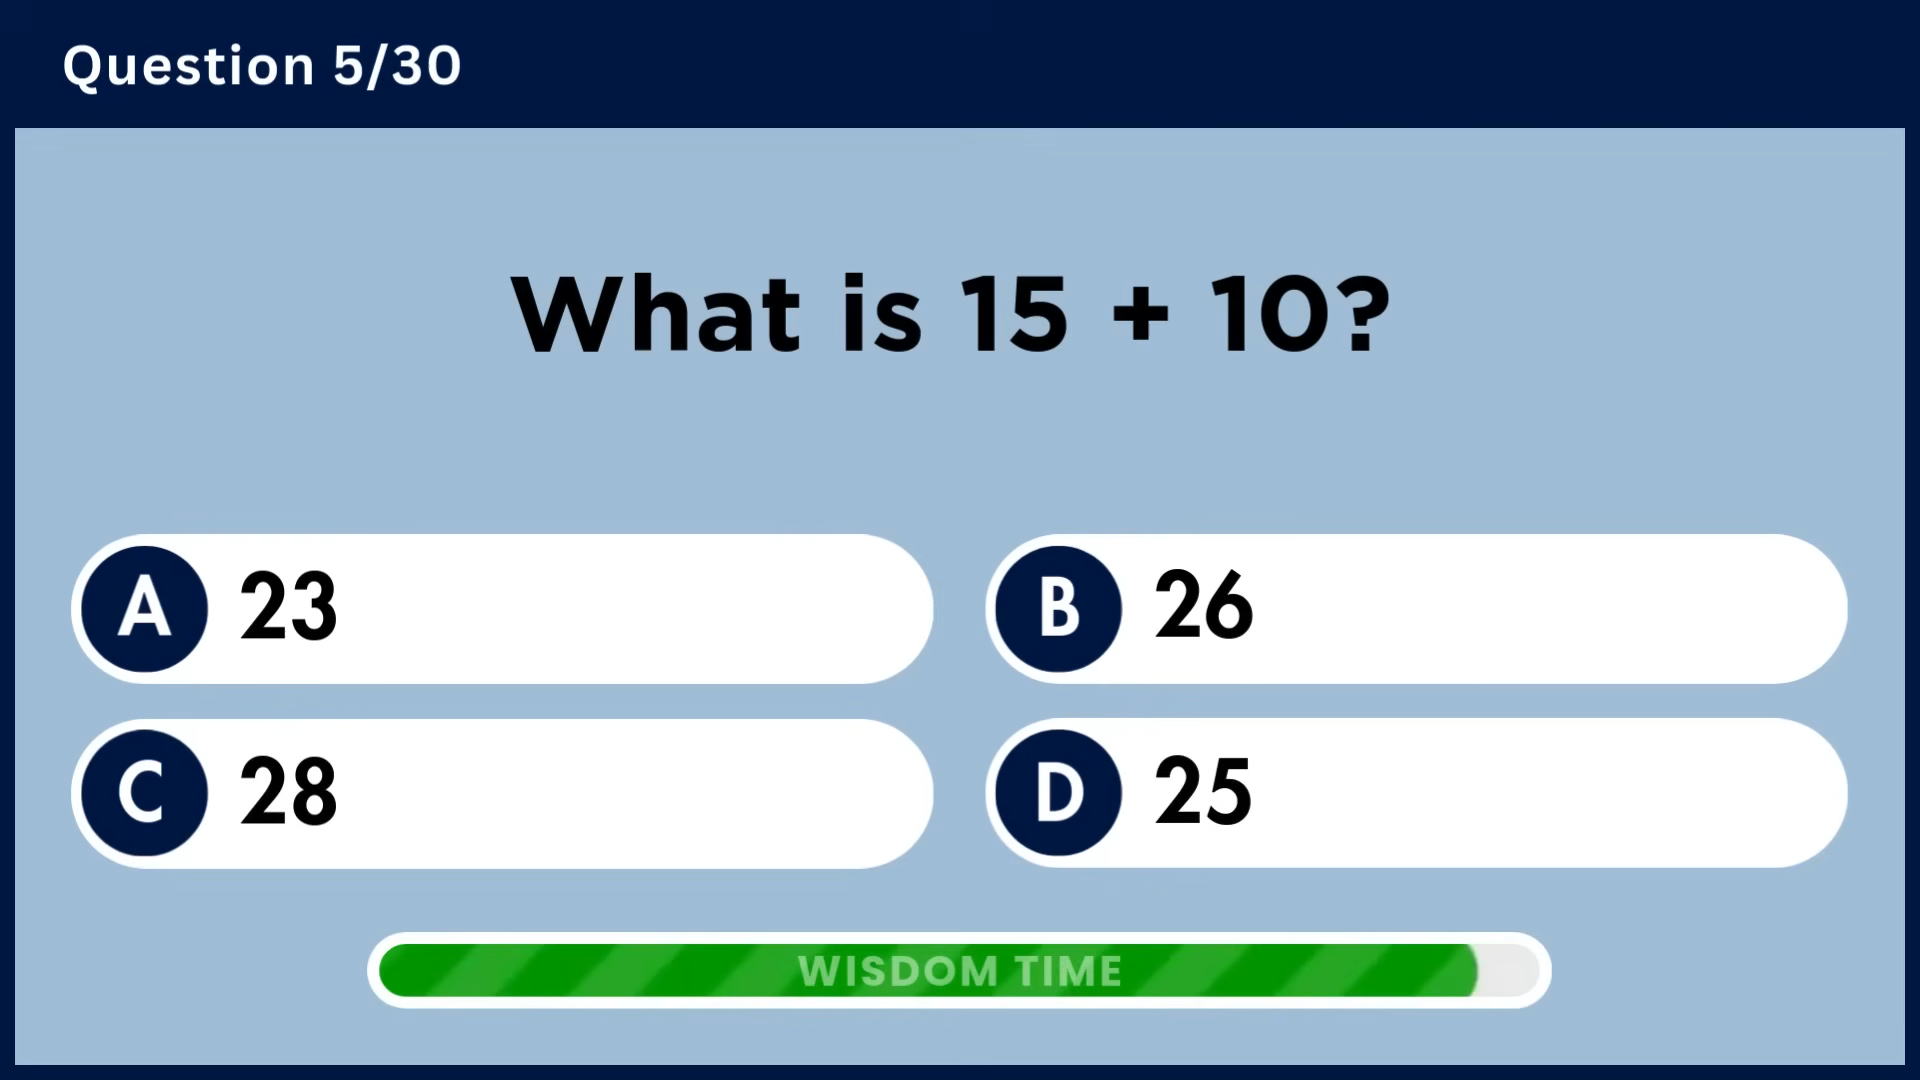 Question 5/30
What is 15 + 10?
A 23
B 26
C 28
D 25
WISDOM TIME